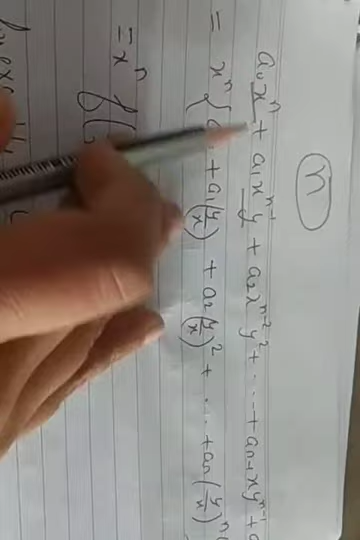 n
a₀xⁿ + a₁xⁿ⁻¹y + a₂xⁿ⁻²y² + ... + aₙ₋₁xyⁿ⁻¹ + a
= xⁿ { + a₁(y/x) + a₂(y/x)² + ... + aₙ(y/x)ⁿ
= xⁿ f(